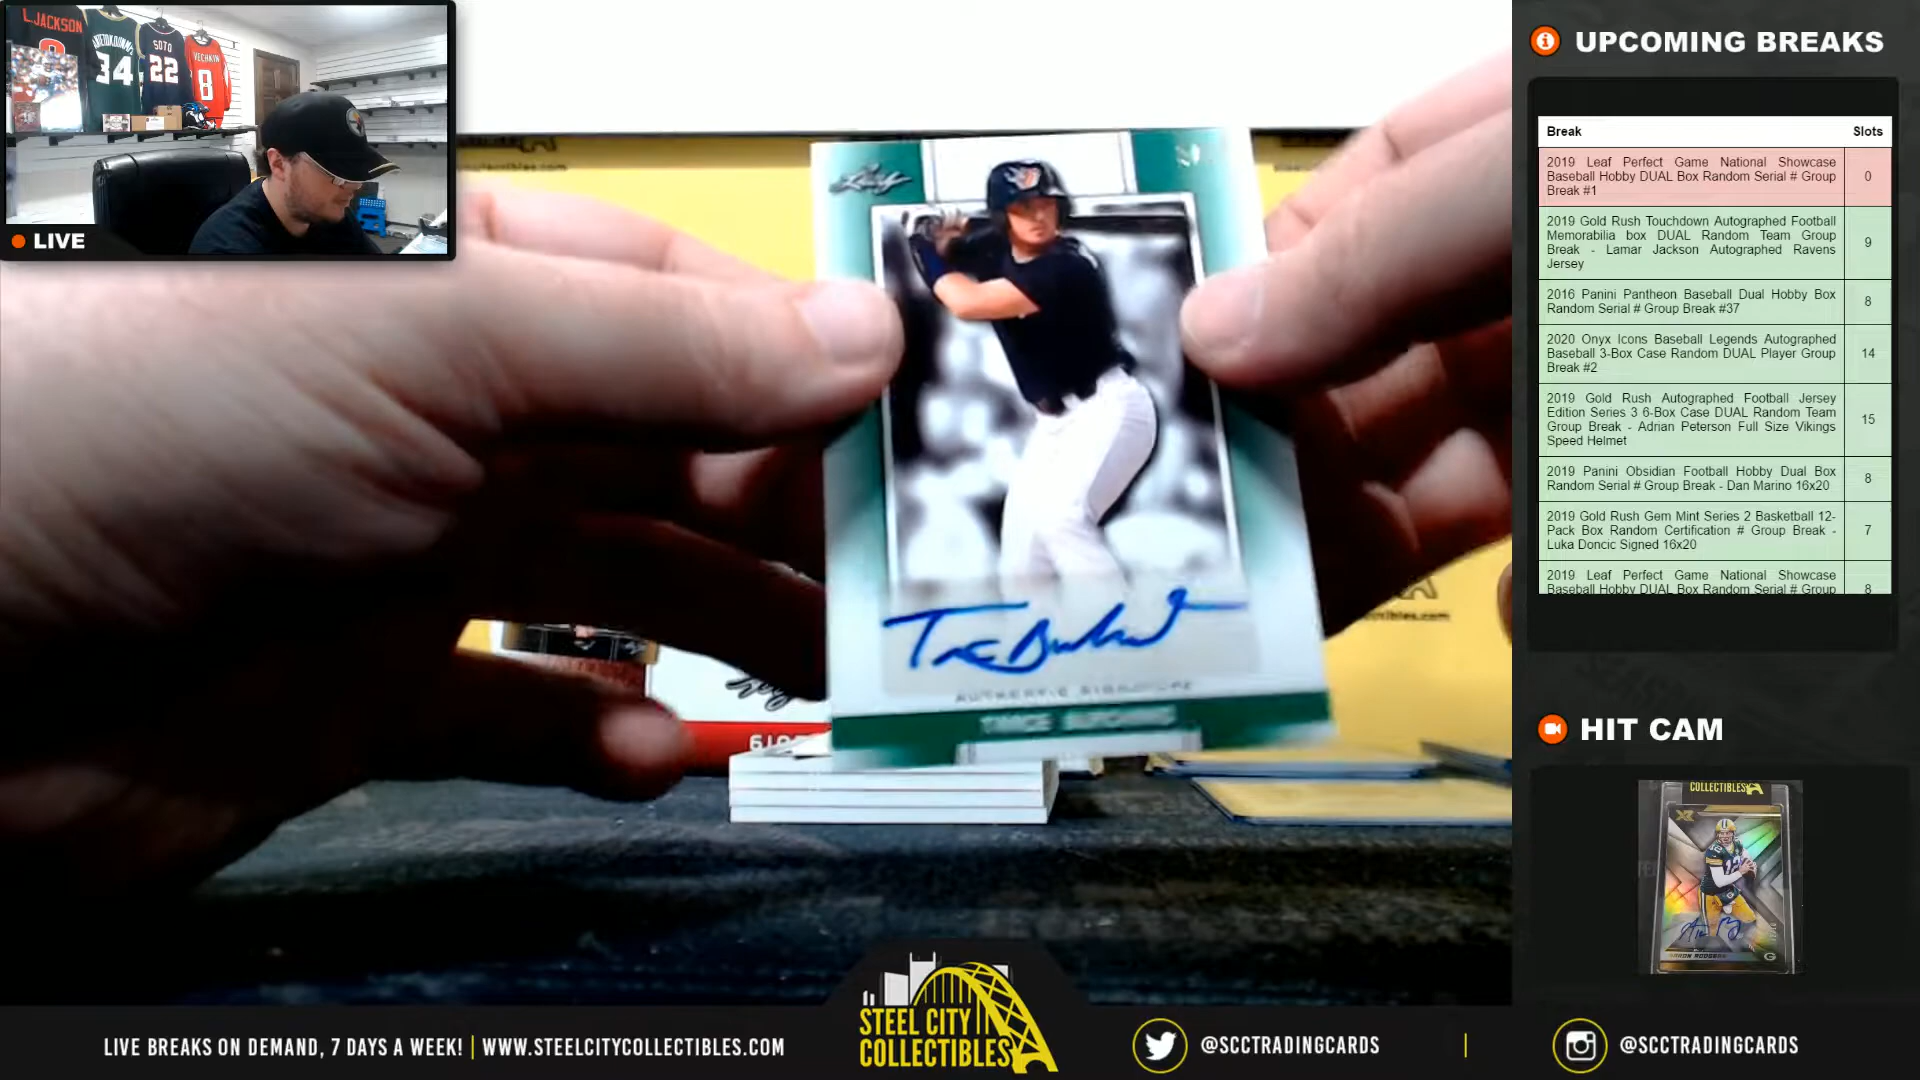 L.JACKSON
34
SOTO
22
8
LIVE
Leaf
AUTHENTIC SIGNATURE
UPCOMING BREAKS
Break Slots
2019 Leaf Perfect Game National Showcase
Baseball Hobby DUAL Box Random Serial # Group
Break #1
0
2019 Gold Rush Touchdown Autographed Football
Memorabilia box DUAL Random Team Group
Break - Lamar Jackson Autographed Ravens
Jersey
9
2016 Panini Pantheon Baseball Dual Hobby Box
Random Serial # Group Break #37
8
2020 Onyx Icons Baseball Legends Autographed
Baseball 3-Box Case Random DUAL Player Group
Break #2
14
2019 Gold Rush Autographed Football Jersey
Edition Series 3 6-Box Case DUAL Random Team
Group Break - Adrian Peterson Full Size Vikings
Speed Helmet
15
2019 Panini Obsidian Football Hobby Dual Box
Random Serial # Group Break - Dan Marino 16x20
8
2019 Gold Rush Gem Mint Series 2 Basketball 12-
Pack Box Random Certification # Group Break -
Luka Doncic Signed 16x20
7
2019 Leaf Perfect Game National Showcase
Baseball Hobby DUAL Box Random Serial # Group
8
HIT CAM
COLLECTIBLES
XR
AARON RODGERS
LIVE BREAKS ON DEMAND, 7 DAYS A WEEK! | WWW.STEELCITYCOLLECTIBLES.COM
STEEL CITY
COLLECTIBLES
@SCCTRADINGCARDS
@SCCTRADINGCARDS